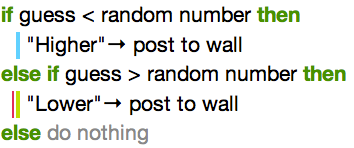 if guess < random number then
"Higher"→ post to wall
else if guess > random number then
"Lower"→ post to wall
else do nothing